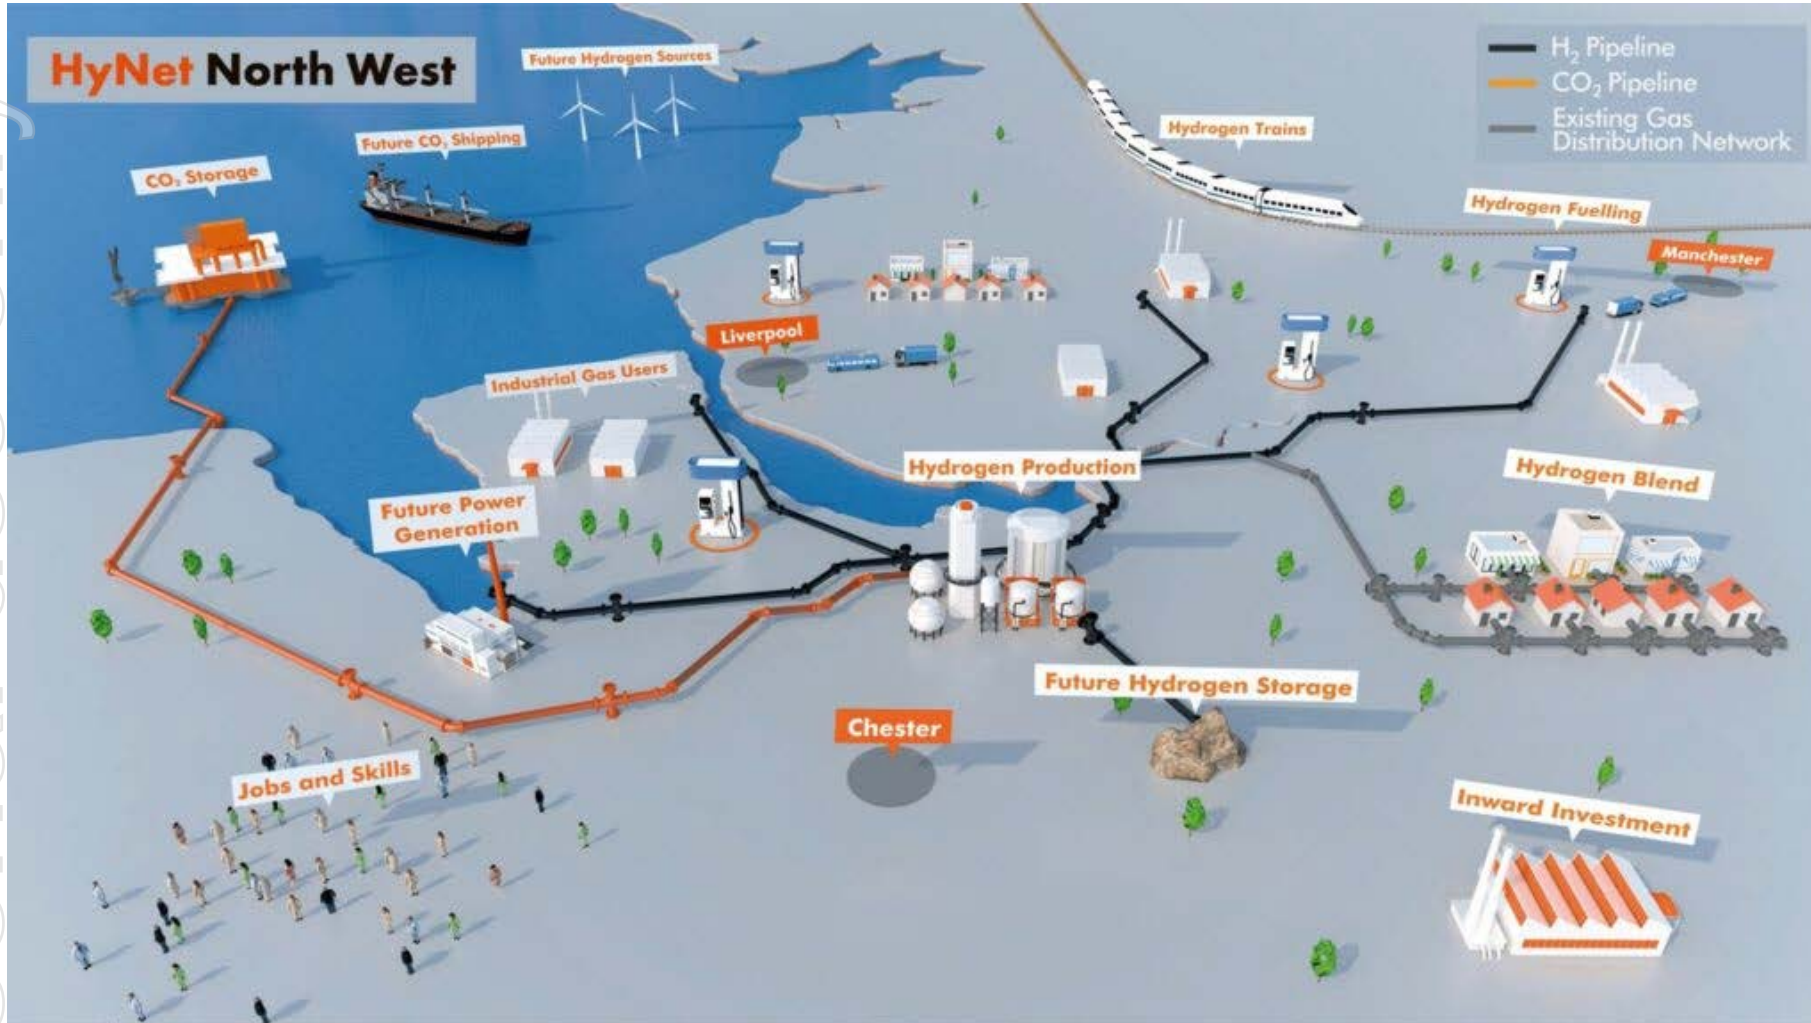 HyNet North West
Future Hydrogen Sources
H₂ Pipeline
CO₂ Pipeline
Existing Gas
Distribution Network
Future CO₂ Shipping
Hydrogen Trains
CO₂ Storage
Hydrogen Fuelling
Manchester
Liverpool
Industrial Gas Users
Hydrogen Production
Hydrogen Blend
Future Power
Generation
Future Hydrogen Storage
Chester
Jobs and Skills
Inward Investment